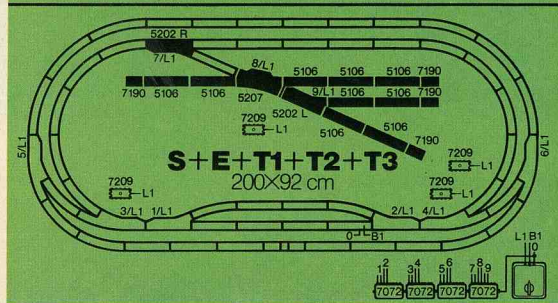 5202 R
7/L1
8/L1
5106 5106 5106 7190
7190 5106 5106 5207
9/L1 5106 5106 7190
5202 L
5106
5106
7190
7209
L1
5/L1
6/L1
S+E+T1+T2+T3
200×92 cm
7209
L1
7209
L1
7209
L1
3/L1 1/L1
2/L1 4/L1
0 B1
L1 B1
0
1 2 3 4 5 6 7 8 9
7072 7072 7072 7072